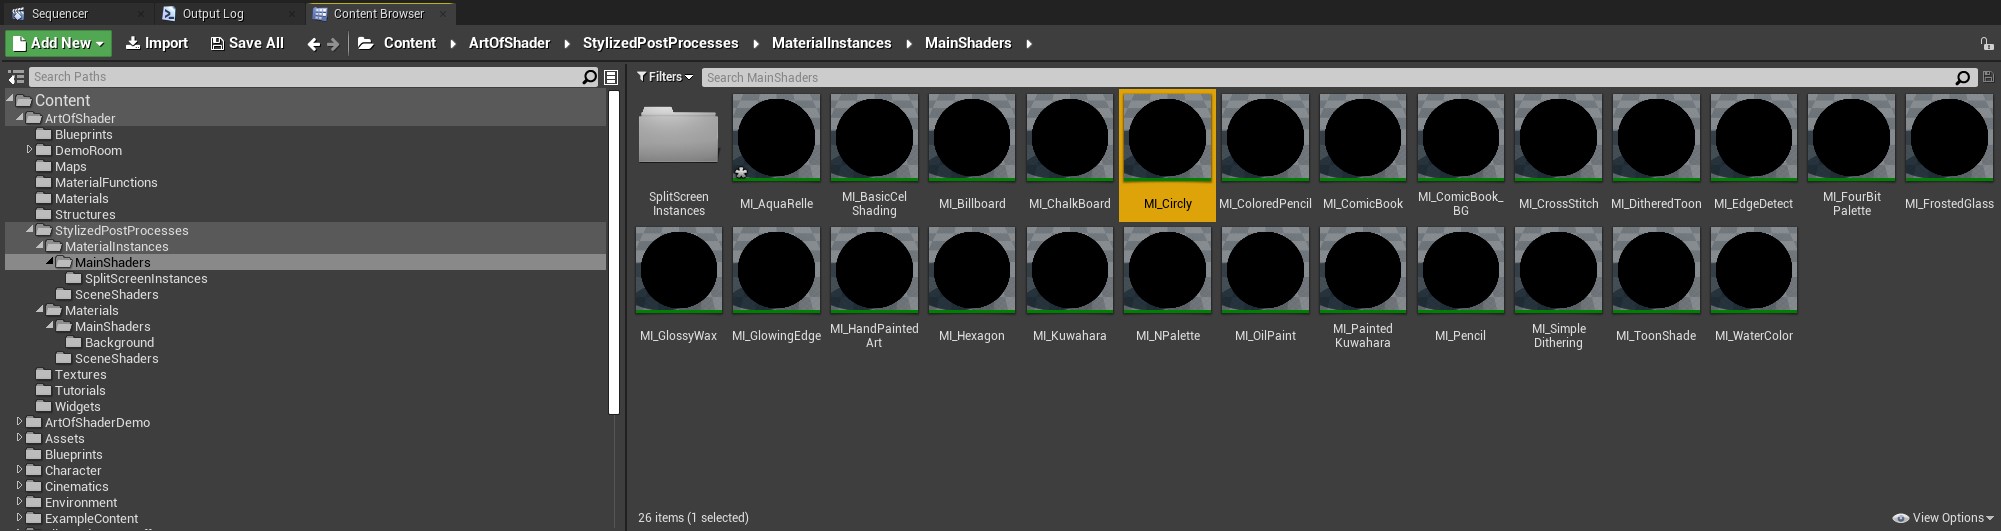 Sequencer
Output Log
Content Browser
Add New
Import
Save All
Content
ArtOfShader
StylizedPostProcesses
MaterialInstances
MainShaders
Search Paths
Filters
Search MainShaders
Content
ArtOfShader
Blueprints
DemoRoom
Maps
MaterialFunctions
Materials
Structures
StylizedPostProcesses
MaterialInstances
MainShaders
SplitScreenInstances
SceneShaders
Materials
MainShaders
Background
SceneShaders
Textures
Tutorials
Widgets
ArtOfShaderDemo
Assets
Blueprints
Character
Cinematics
Environment
ExampleContent
SplitScreen
Instances
MI_AquaRelle
MI_BasicCel
Shading
MI_Billboard
MI_ChalkBoard
MI_Circly
MI_ColoredPencil
MI_ComicBook
MI_ComicBook_
BG
MI_CrossStitch
MI_DitheredToon
MI_EdgeDetect
MI_FourBit
Palette
MI_FrostedGlass
MI_GlossyWax
MI_GlowingEdge
MI_HandPainted
Art
MI_Hexagon
MI_Kuwahara
MI_NPalette
MI_OilPaint
MI_Painted
Kuwahara
MI_Pencil
MI_Simple
Dithering
MI_ToonShade
MI_WaterColor
26 items (1 selected)
View Options